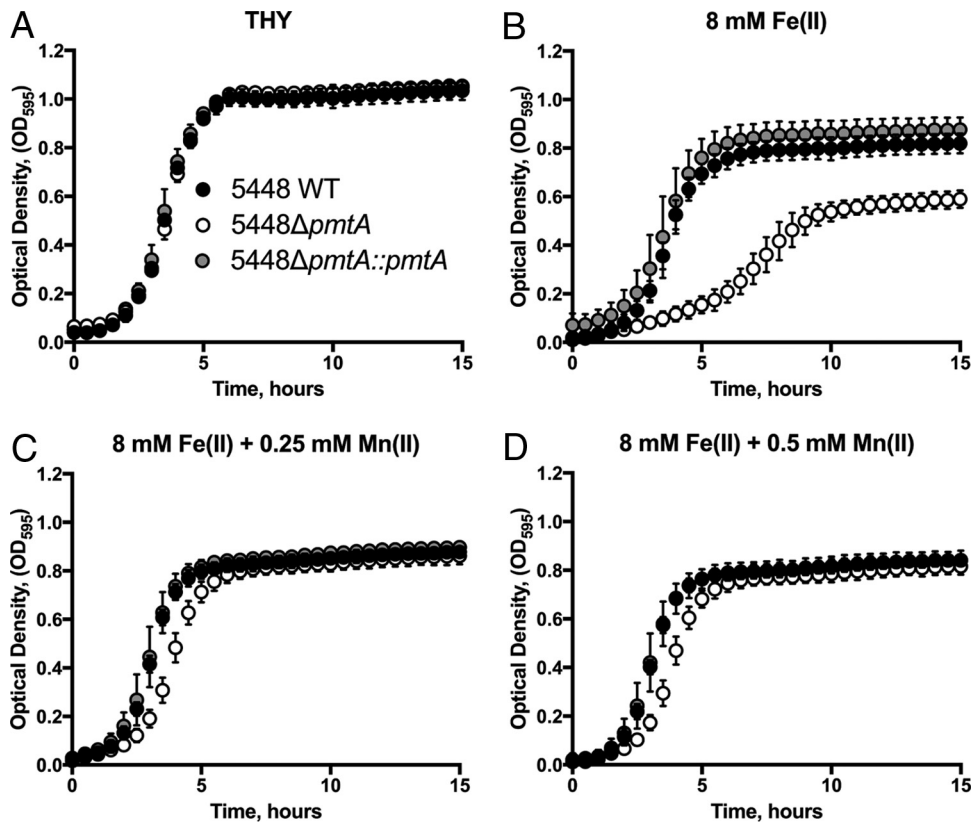 A
THY
Optical Density, (OD595)
1.2
1.0
0.8
0.6
0.4
0.2
0.0
5448 WT
5448ΔpmtA
5448ΔpmtA::pmtA
0 5 10 15
Time, hours
B
8 mM Fe(II)
Optical Density, (OD595)
1.2
1.0
0.8
0.6
0.4
0.2
0.0
0 5 10 15
Time, hours
C
8 mM Fe(II) + 0.25 mM Mn(II)
Optical Density, (OD595)
1.2
1.0
0.8
0.6
0.4
0.2
0.0
0 5 10 15
Time, hours
D
8 mM Fe(II) + 0.5 mM Mn(II)
Optical Density, (OD595)
1.2
1.0
0.8
0.6
0.4
0.2
0.0
0 5 10 15
Time, hours